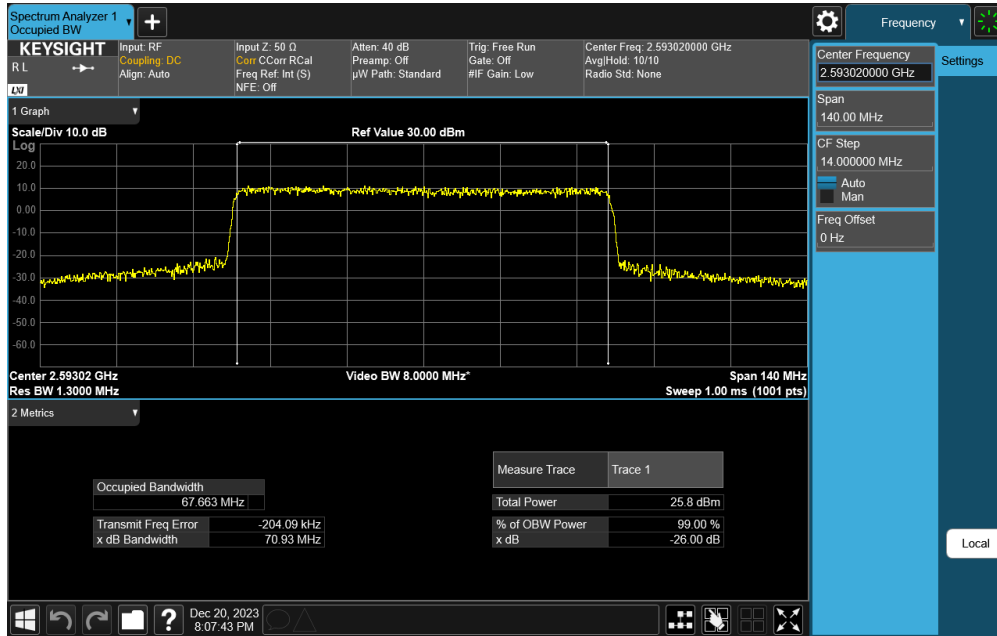 Spectrum Analyzer 1
Occupied BW
Frequency
KEYSIGHT
R L
LXI
Input: RF
Coupling: DC
Align: Auto
Input Z: 50 Ω
Corr CCorr RCal
Freq Ref: Int (S)
NFE: Off
Atten: 40 dB
Preamp: Off
µW Path: Standard
Trig: Free Run
Gate: Off
#IF Gain: Low
Center Freq: 2.593020000 GHz
Avg|Hold: 10/10
Radio Std: None
Center Frequency
2.593020000 GHz
Settings
Span
140.00 MHz
CF Step
14.000000 MHz
Auto
Man
Freq Offset
0 Hz
Local
1 Graph
Scale/Div 10.0 dB
Ref Value 30.00 dBm
Log
20.0
10.0
0.00
-10.0
-20.0
-30.0
-40.0
-50.0
-60.0
Center 2.59302 GHz
Video BW 8.0000 MHz*
Span 140 MHz
Res BW 1.3000 MHz
Sweep 1.00 ms (1001 pts)
2 Metrics
Measure Trace Trace 1
Occupied Bandwidth
67.663 MHz
Total Power 25.8 dBm
Transmit Freq Error -204.09 kHz
% of OBW Power 99.00 %
x dB Bandwidth 70.93 MHz
x dB -26.00 dB
?
Dec 20, 2023
8:07:43 PM